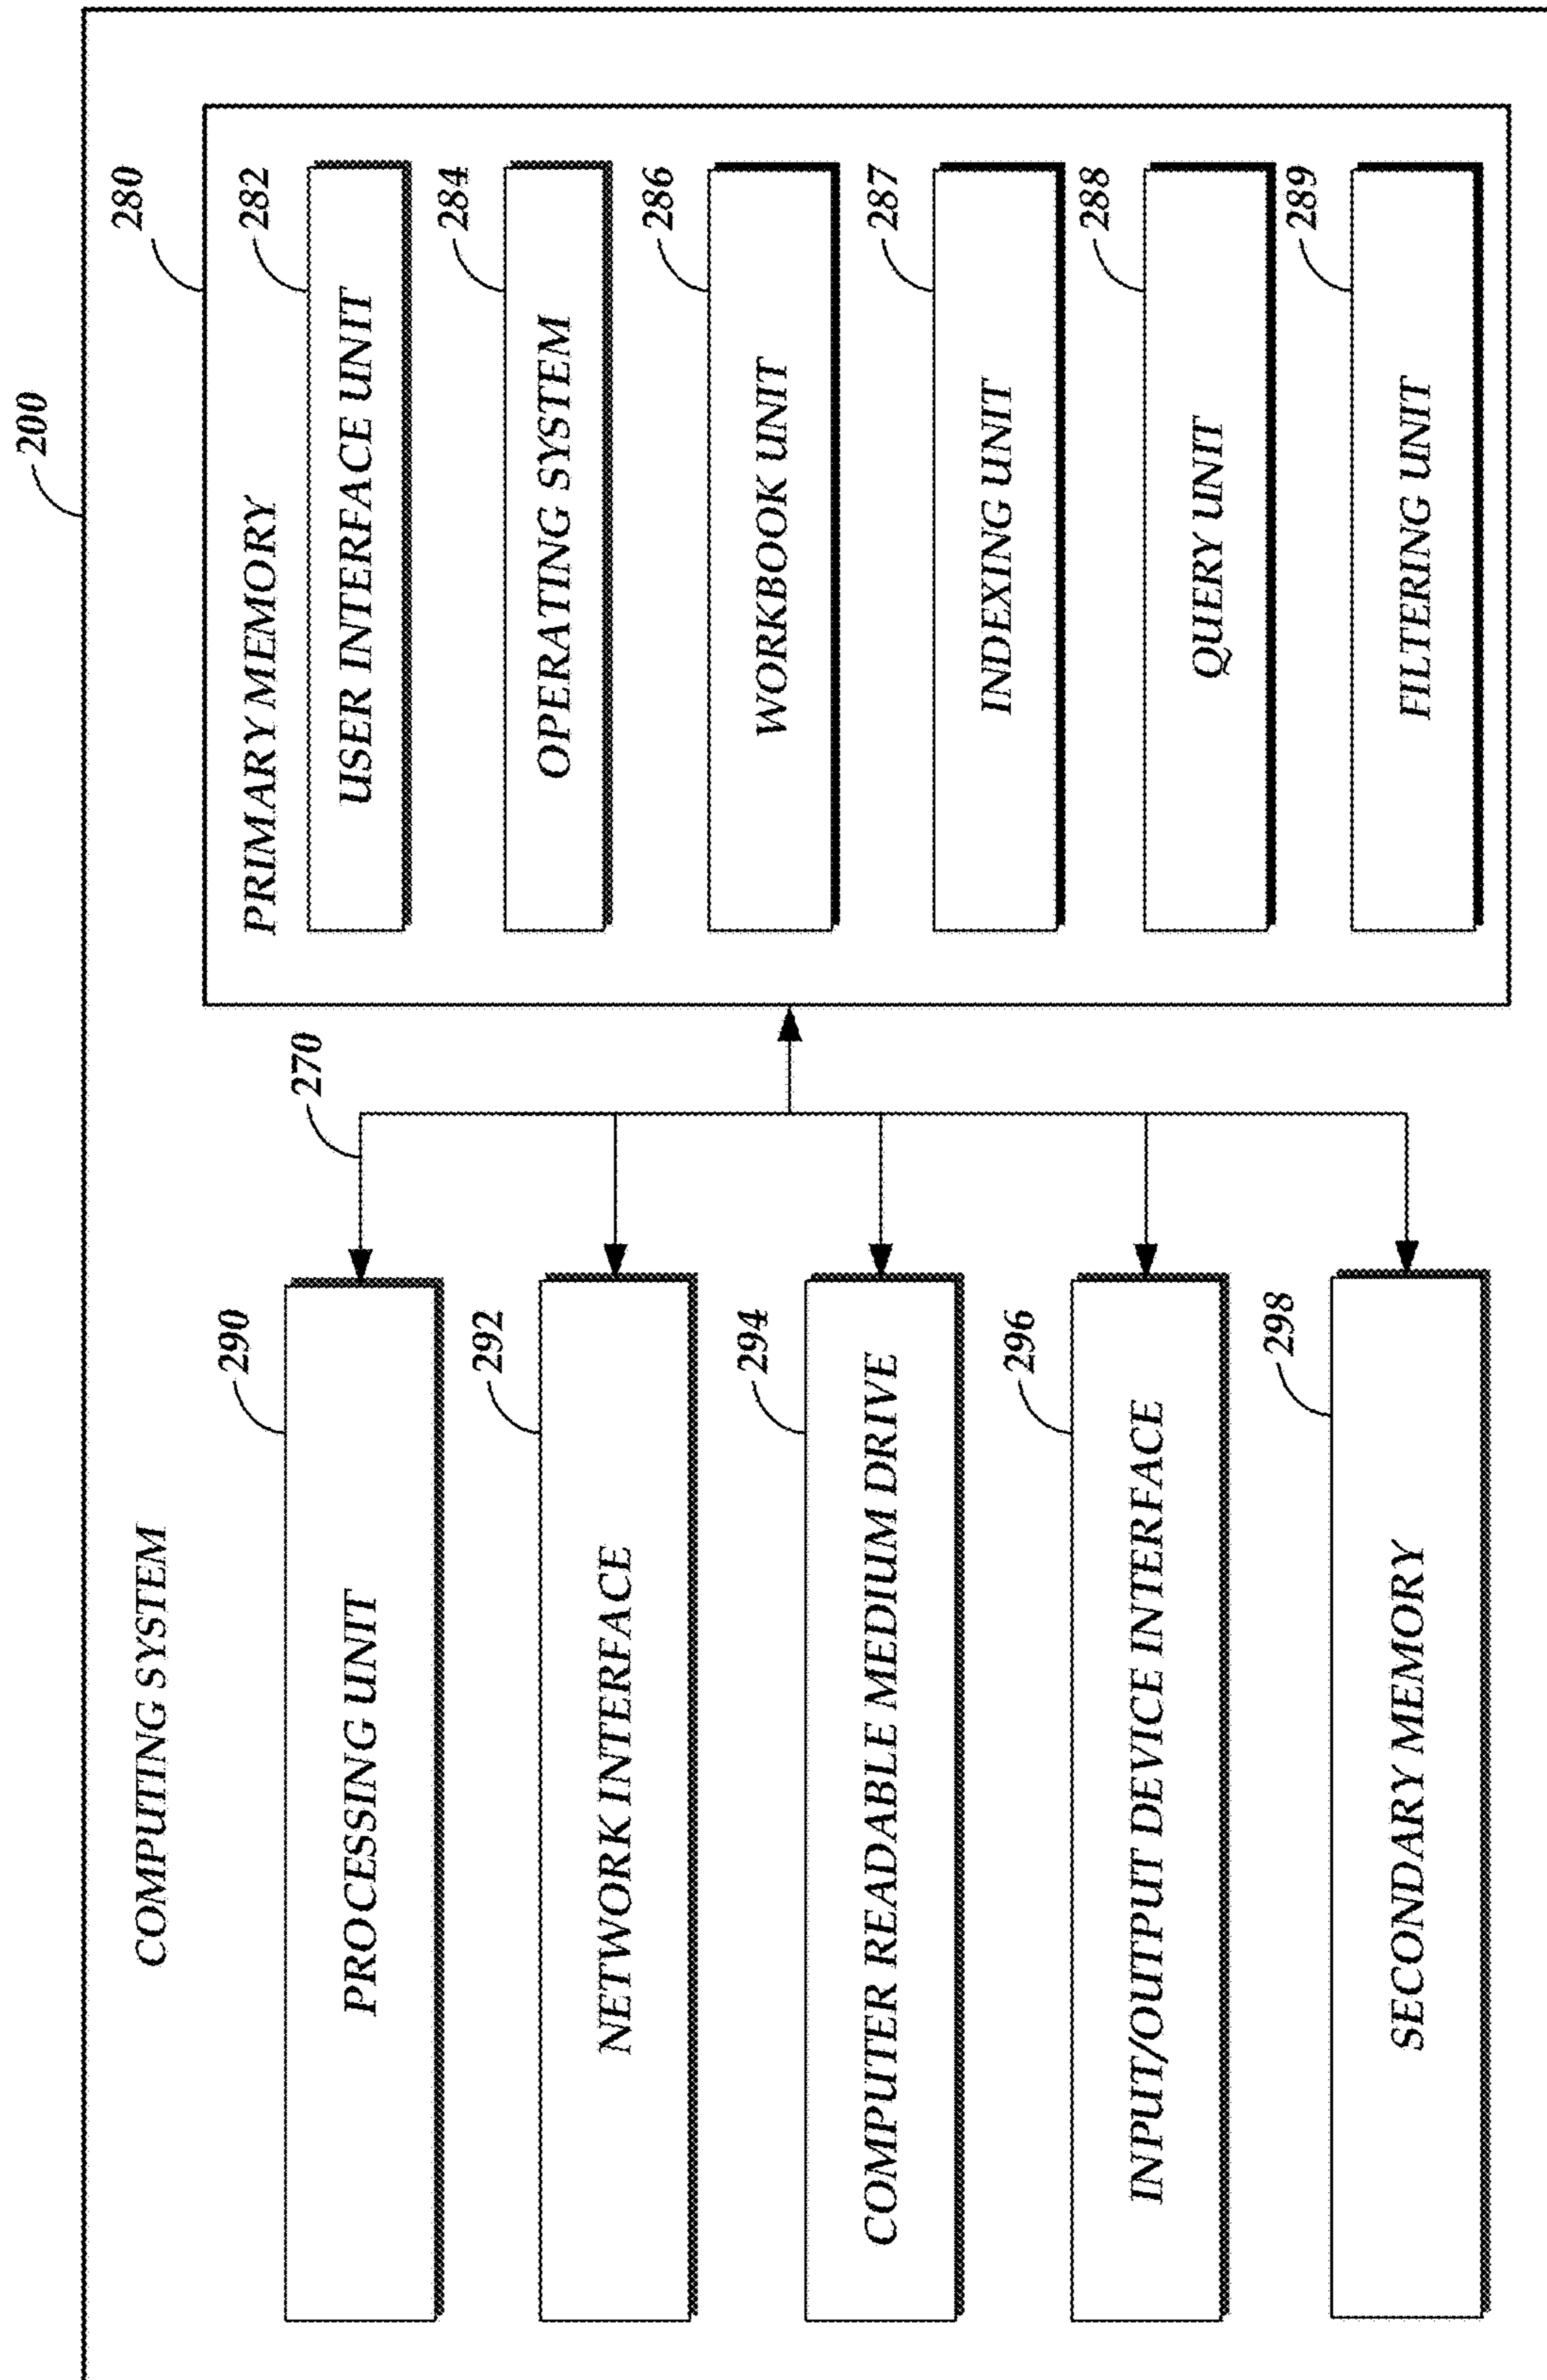 200
COMPUTING SYSTEM
290
PROCESSING UNIT
292
NETWORK INTERFACE
294
COMPUTER READABLE MEDIUM DRIVE
296
INPUT/OUTPUT DEVICE INTERFACE
298
SECONDARY MEMORY
270
280
PRIMARY MEMORY
282
USER INTERFACE UNIT
284
OPERATING SYSTEM
286
WORKBOOK UNIT
287
INDEXING UNIT
288
QUERY UNIT
289
FILTERING UNIT